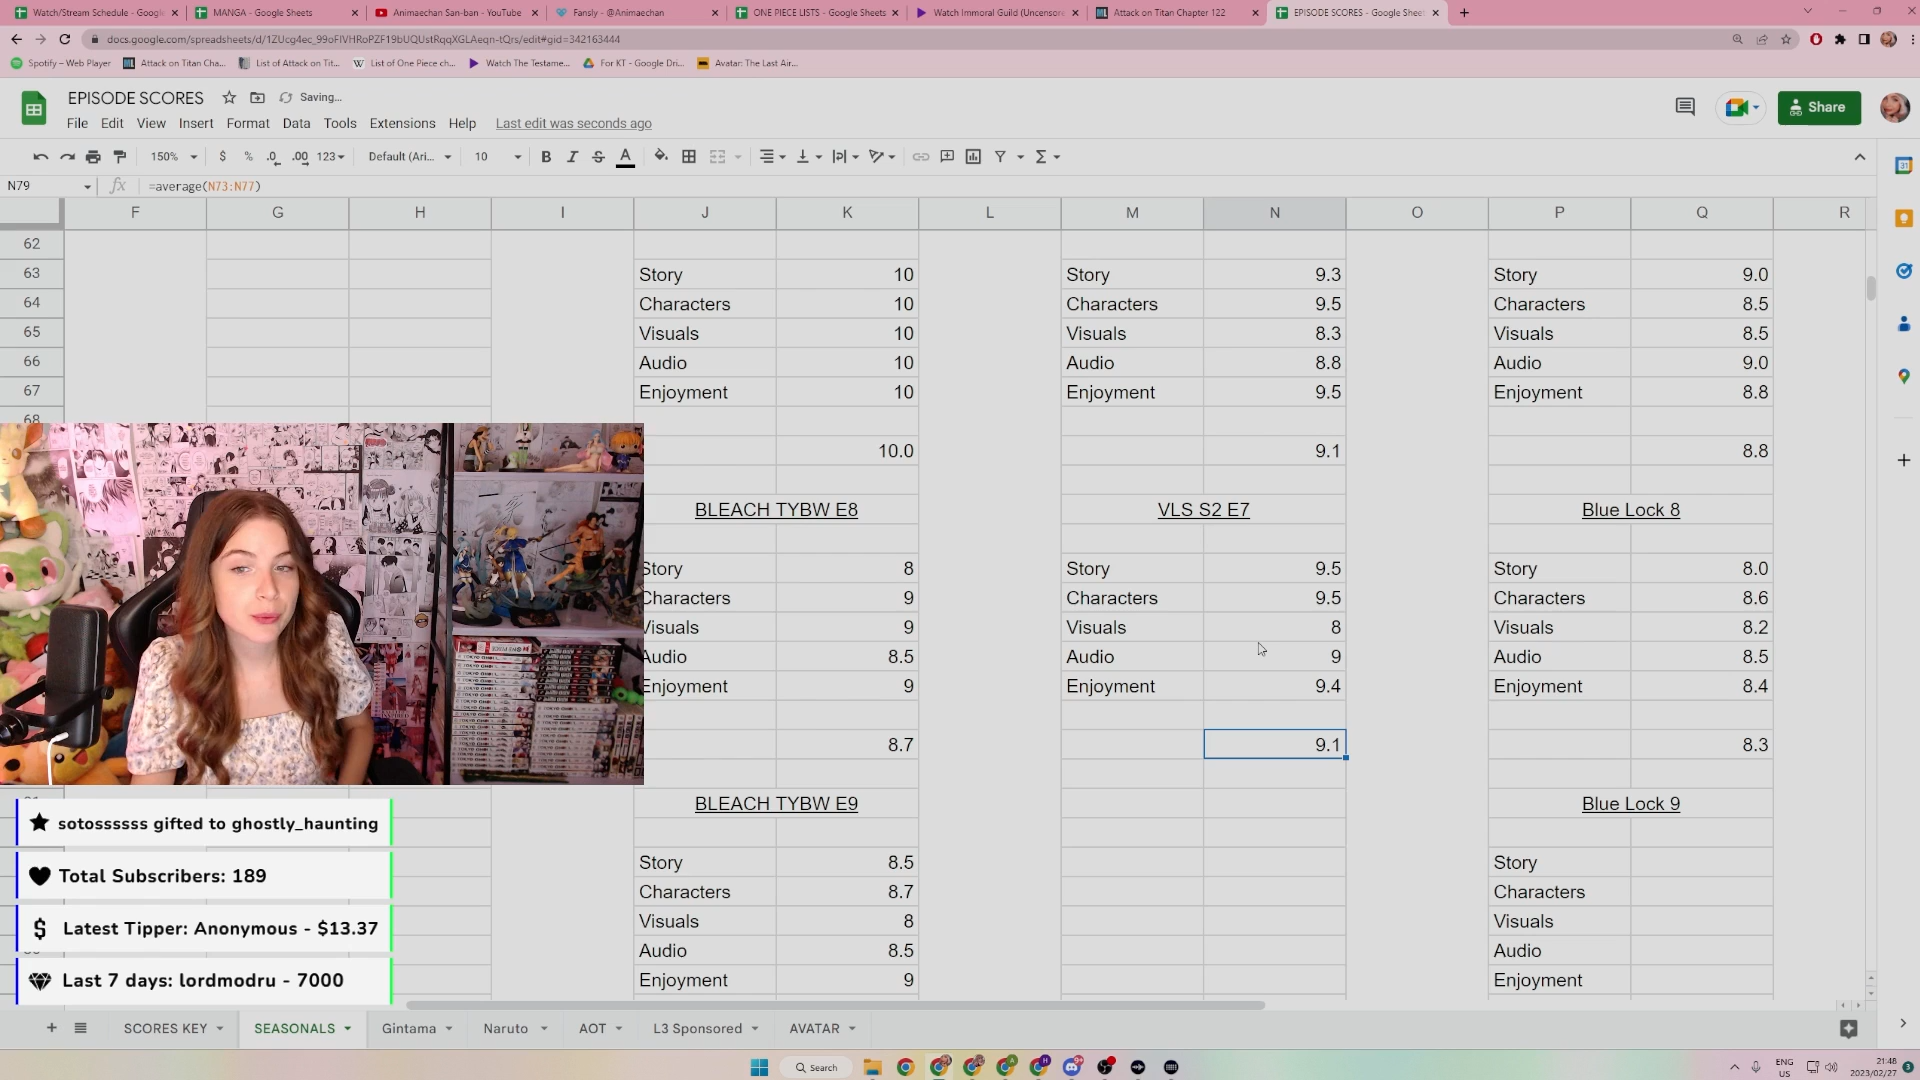 Watch/Stream Schedule - Google
MANGA - Google Sheets
Animaechan San-ban - YouTube
Fansly - @Animaechan
ONE PIECE LISTS - Google Sheets
Watch Immoral Guild (Uncensore
Attack on Titan Chapter 122
EPISODE SCORES - Google Sheet
docs.google.com/spreadsheets/d/1ZUcg4ec_99oFIVHRoPZF19bUQUstRqqXGLAeqn-tQrs/edit#gid=342163444
Spotify – Web Player
Attack on Titan Cha...
List of Attack on Tit...
List of One Piece ch...
Watch The Testame...
For KT - Google Dri...
Avatar: The Last Air...
EPISODE SCORES
Saving...
File Edit View Insert Format Data Tools Extensions Help Last edit was seconds ago
Share
150% $ % .0 .00 123 Default (Ari... 10 B I S A
N79 fx =average(N73:N77)
F G H I J K L M N O P Q R
62
63 Story 10 Story 9.3 Story 9.0
64 Characters 10 Characters 9.5 Characters 8.5
65 Visuals 10 Visuals 8.3 Visuals 8.5
66 Audio 10 Audio 8.8 Audio 9.0
67 Enjoyment 10 Enjoyment 9.5 Enjoyment 8.8
68
10.0 9.1 8.8
BLEACH TYBW E8 VLS S2 E7 Blue Lock 8
Story 8 Story 9.5 Story 8.0
Characters 9 Characters 9.5 Characters 8.6
Visuals 9 Visuals 8 Visuals 8.2
Audio 8.5 Audio 9 Audio 8.5
Enjoyment 9 Enjoyment 9.4 Enjoyment 8.4
8.7 9.1 8.3
BLEACH TYBW E9 Blue Lock 9
Story 8.5 Story
Characters 8.7 Characters
Visuals 8 Visuals
Audio 8.5 Audio
Enjoyment 9 Enjoyment
sotossssss gifted to ghostly_haunting
Total Subscribers: 189
$ Latest Tipper: Anonymous - $13.37
Last 7 days: lordmodru - 7000
SCORES KEY SEASONALS Gintama Naruto AOT L3 Sponsored AVATAR
Search
ENG
US
21:48
2023/02/27